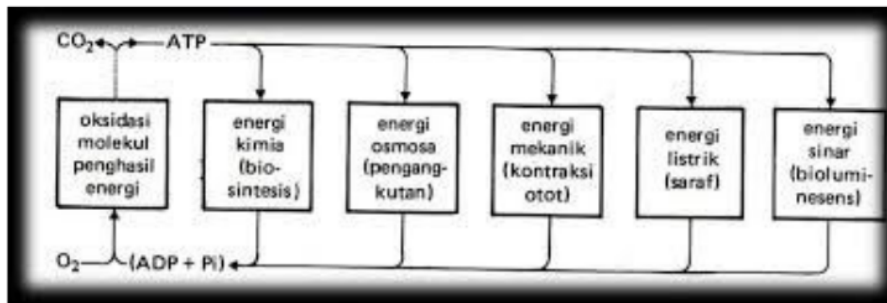 CO₂ ATP
oksidasi
molekul
penghasil
energi
energi
kimia
(bio-
sintesis)
energi
osmosa
(pengang-
kutan)
energi
mekanik
(kontraksi
otot)
energi
listrik
(saraf)
energi
sinar
(biolumi-
nesens)
O₂ (ADP + Pi)